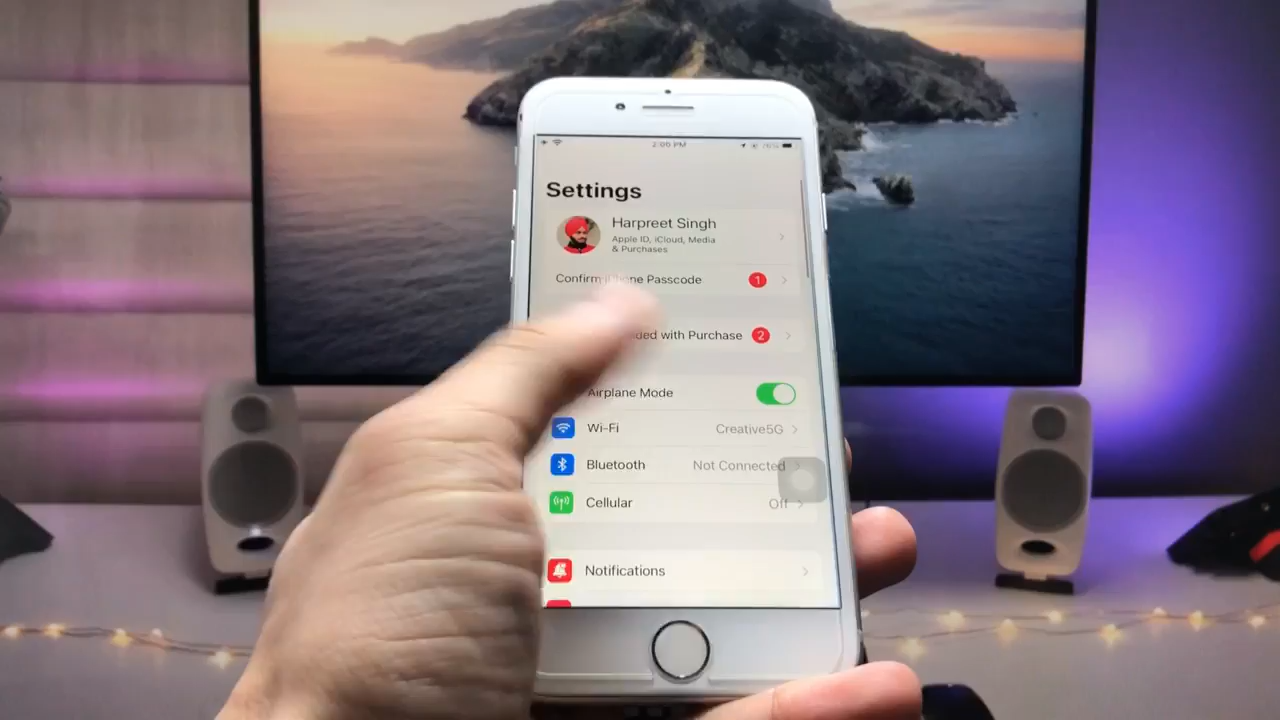 2:06 PM
Settings
Harpreet Singh
Apple ID, iCloud, Media
& Purchases
Confirm iPhone Passcode 1
with Purchase 2
Airplane Mode
Wi-Fi Creative5G
Bluetooth Not Connected
Cellular Off
Notifications